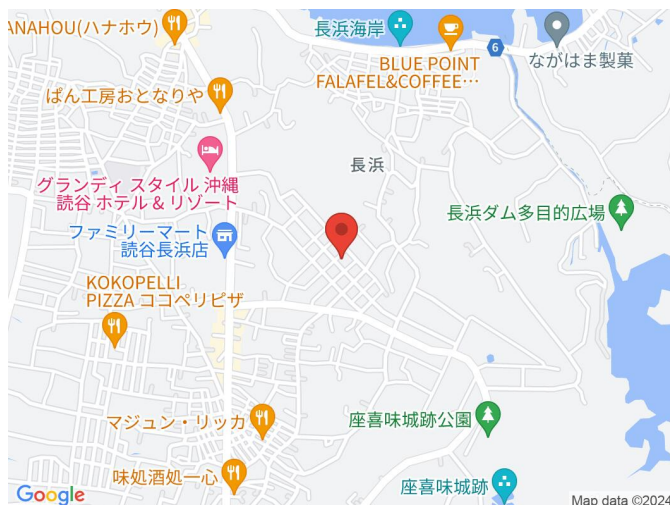 ANAHOU(ハナホウ)
長浜海岸
6
BLUE POINT
FALAFEL&COFFEE…
ながはま製菓
ぱん工房おとなりや
長浜
グランディ スタイル 沖縄
読谷 ホテル & リゾート
長浜ダム多目的広場
ファミリーマート
読谷長浜店
KOKOPELLI
PIZZA ココペリピザ
マジュン・リッカ
座喜味城跡公園
味処酒処一心
座喜味城跡
Google
Map data ©2024